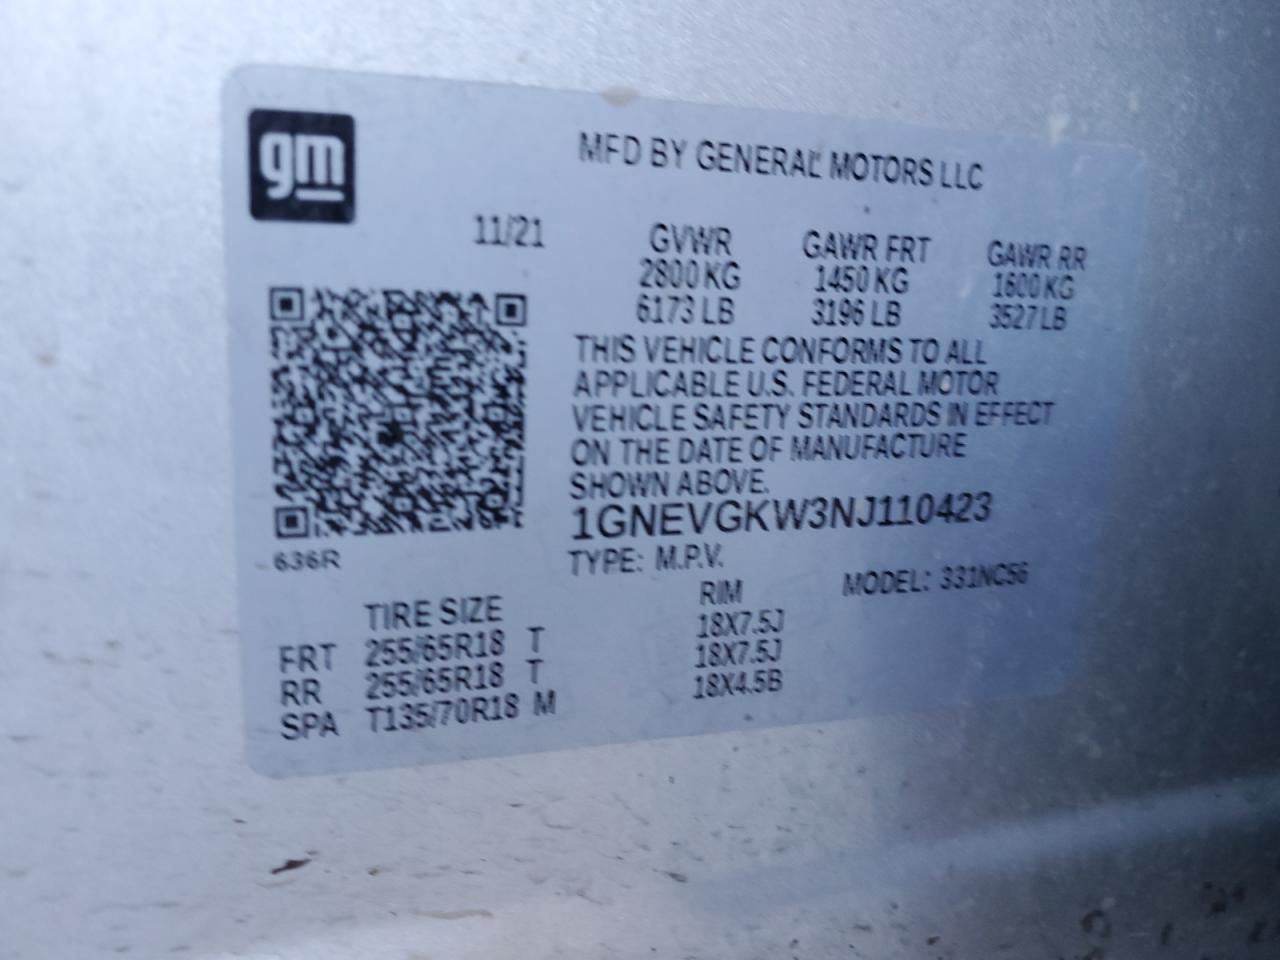 gm
MFD BY GENERAL MOTORS LLC
11/21
GVWR GAWR FRT GAWR RR
2800 KG 1450 KG 1600 KG
6173 LB 3196 LB 3527 LB
THIS VEHICLE CONFORMS TO ALL
APPLICABLE U.S. FEDERAL MOTOR
VEHICLE SAFETY STANDARDS IN EFFECT
ON THE DATE OF MANUFACTURE
SHOWN ABOVE.
1GNEVGKW3NJ110423
636R
TYPE: M.P.V. MODEL: 331NC56
TIRE SIZE RIM
FRT 255/65R18 T 18X7.5J
RR 255/65R18 T 18X7.5J
SPA T135/70R18 M 18X4.5B